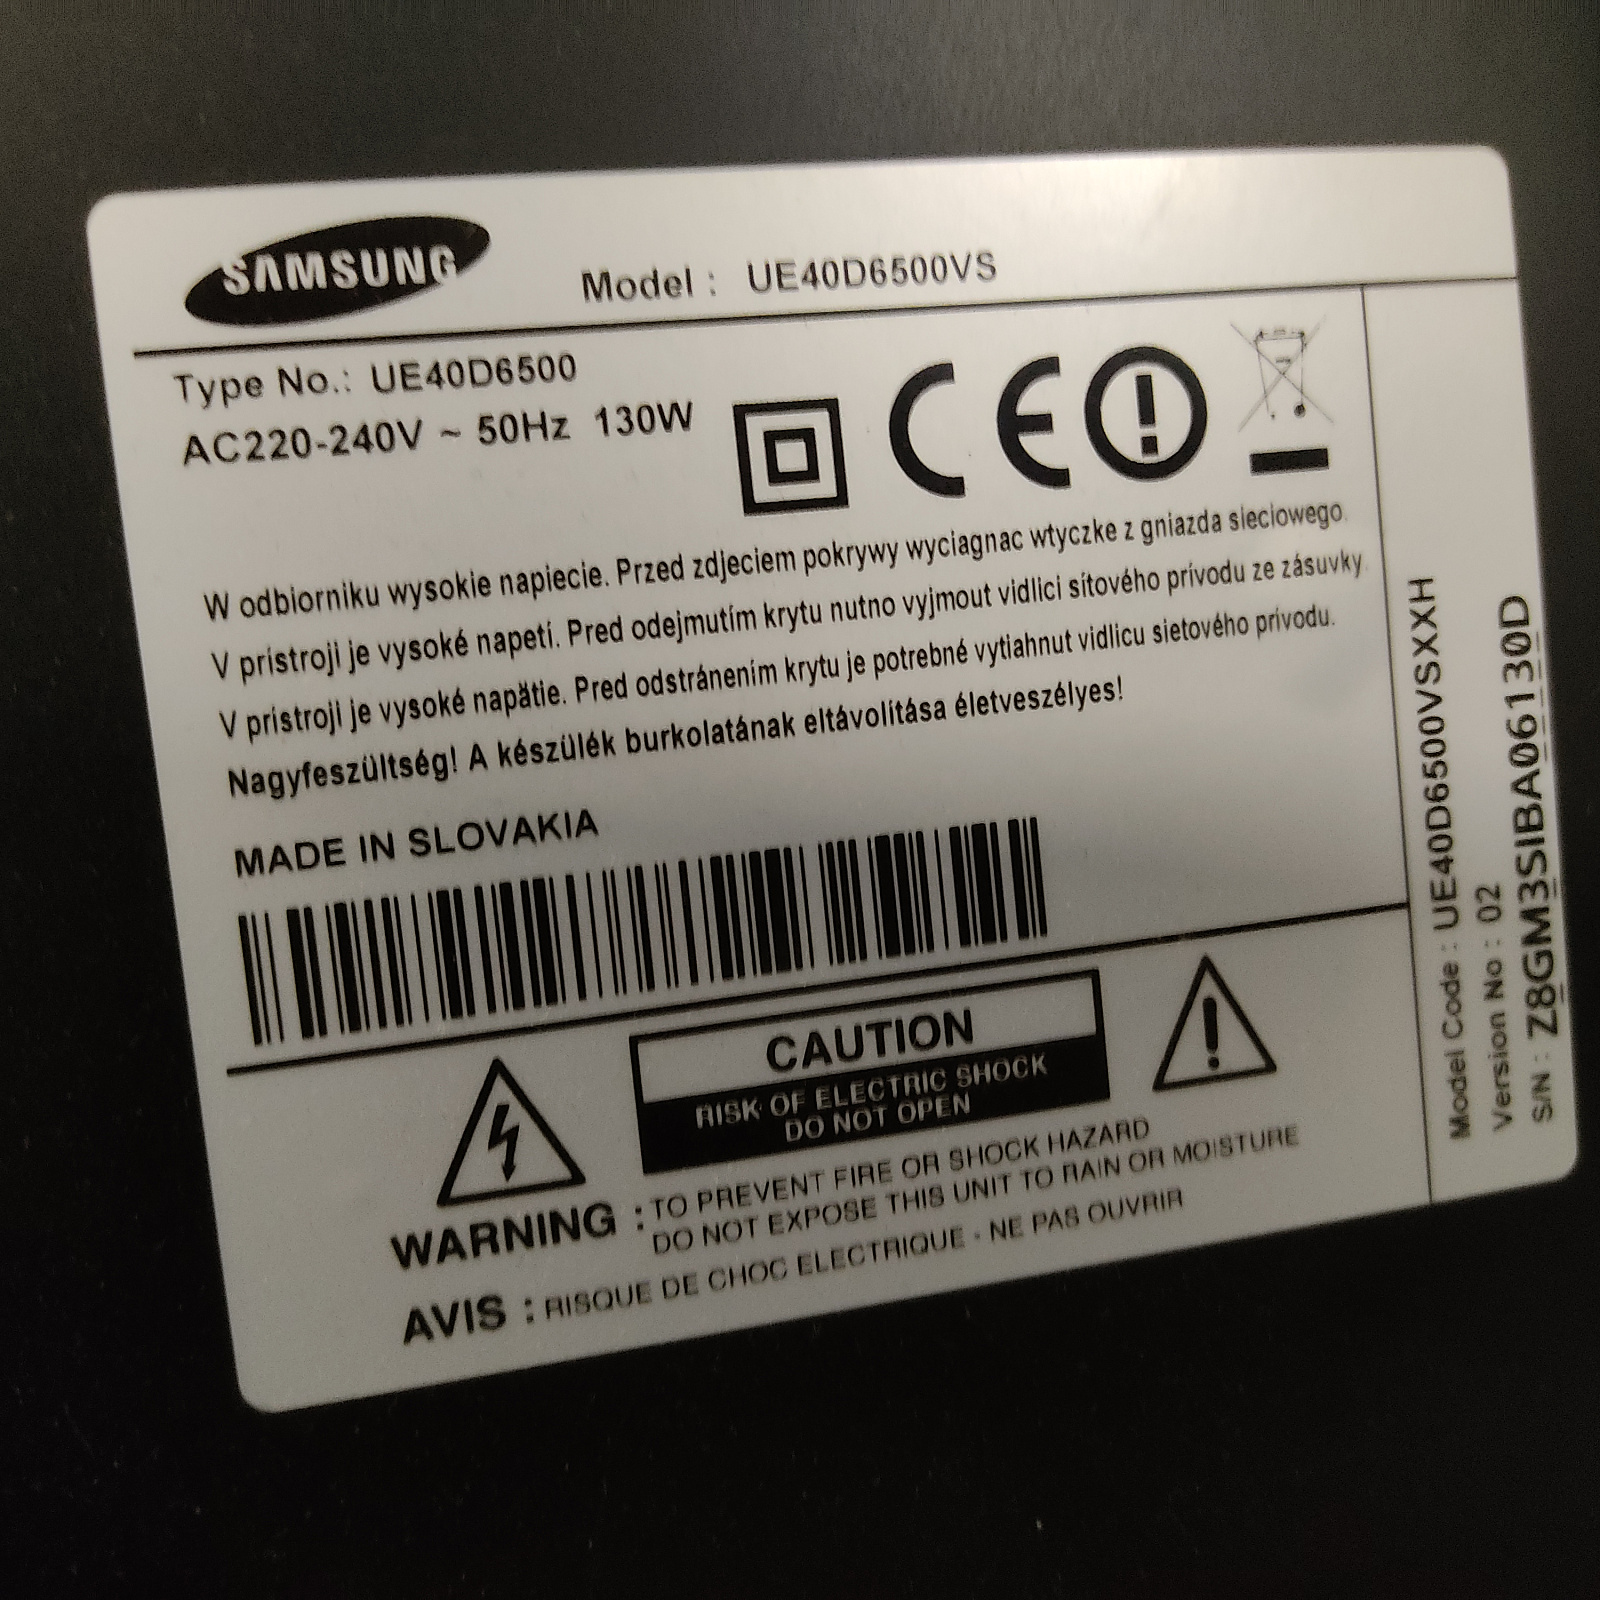 SAMSUNG
Model : UE40D6500VS
Type No.: UE40D6500
AC220-240V ~ 50Hz 130W
W odbiorniku wysokie napiecie. Przed zdjeciem pokrywy wyciagnac wtyczke z gniazda sieciowego.
V prístroji je vysoké napetí. Pred odejmutím krytu nutno vyjmout vidlici sítového prívodu ze zásuvky.
V prístroji je vysoké napätie. Pred odstránením krytu je potrebné vytiahnut vidlicu sietového prívodu.
Nagyfeszültség! A készülék burkolatának eltávolítása életveszélyes!
MADE IN SLOVAKIA
CAUTION
RISK OF ELECTRIC SHOCK
DO NOT OPEN
WARNING : TO PREVENT FIRE OR SHOCK HAZARD
DO NOT EXPOSE THIS UNIT TO RAIN OR MOISTURE
AVIS : RISQUE DE CHOC ELECTRIQUE - NE PAS OUVRIR
Model Code : UE40D6500VSXXH
Version No : 02
S/N : Z8GM3SIBA06130D